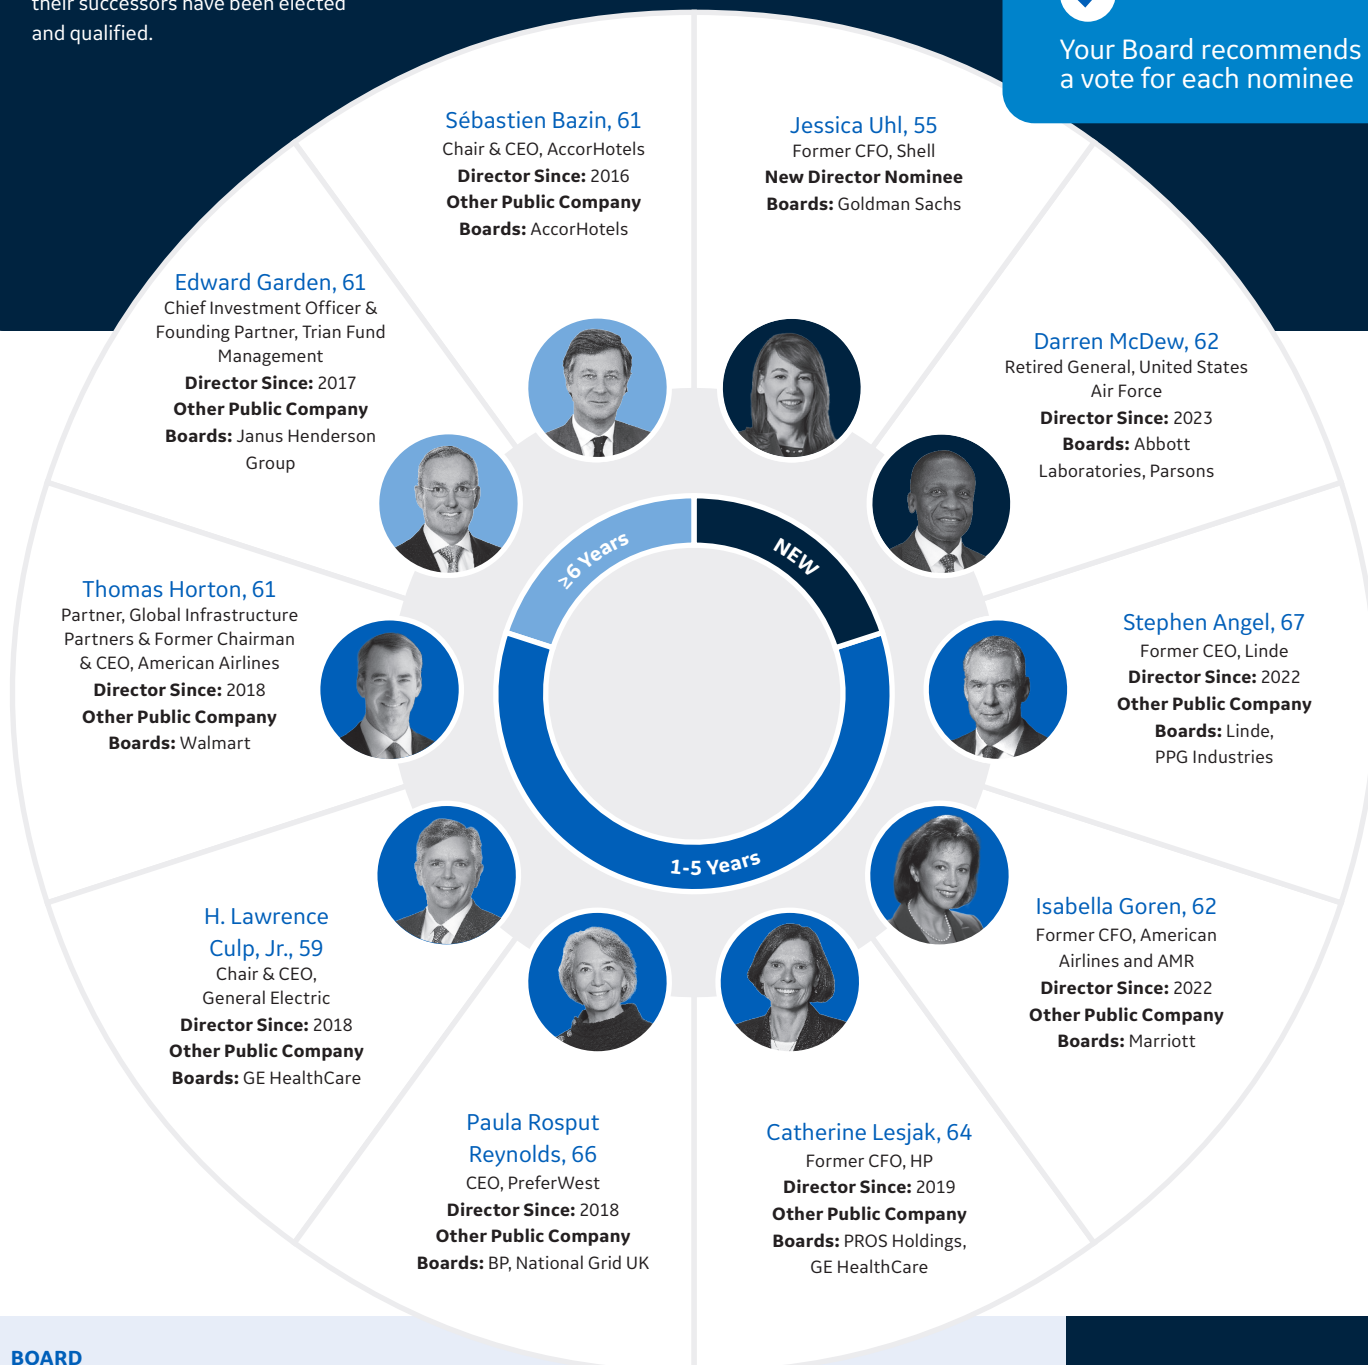 their successors have been elected
and qualified.
Your Board recommends
a vote for each nominee
Sébastien Bazin, 61
Chair & CEO, AccorHotels
Director Since: 2016
Other Public Company
Boards: AccorHotels
Jessica Uhl, 55
Former CFO, Shell
New Director Nominee
Boards: Goldman Sachs
Edward Garden, 61
Chief Investment Officer &
Founding Partner, Trian Fund
Management
Director Since: 2017
Other Public Company
Boards: Janus Henderson
Group
Darren McDew, 62
Retired General, United States
Air Force
Director Since: 2023
Boards: Abbott
Laboratories, Parsons
≥6 Years
NEW
1-5 Years
Thomas Horton, 61
Partner, Global Infrastructure
Partners & Former Chairman
& CEO, American Airlines
Director Since: 2018
Other Public Company
Boards: Walmart
Stephen Angel, 67
Former CEO, Linde
Director Since: 2022
Other Public Company
Boards: Linde,
PPG Industries
H. Lawrence
Culp, Jr., 59
Chair & CEO,
General Electric
Director Since: 2018
Other Public Company
Boards: GE HealthCare
Isabella Goren, 62
Former CFO, American
Airlines and AMR
Director Since: 2022
Other Public Company
Boards: Marriott
Paula Rosput
Reynolds, 66
CEO, PreferWest
Director Since: 2018
Other Public Company
Boards: BP, National Grid UK
Catherine Lesjak, 64
Former CFO, HP
Director Since: 2019
Other Public Company
Boards: PROS Holdings,
GE HealthCare
BOARD